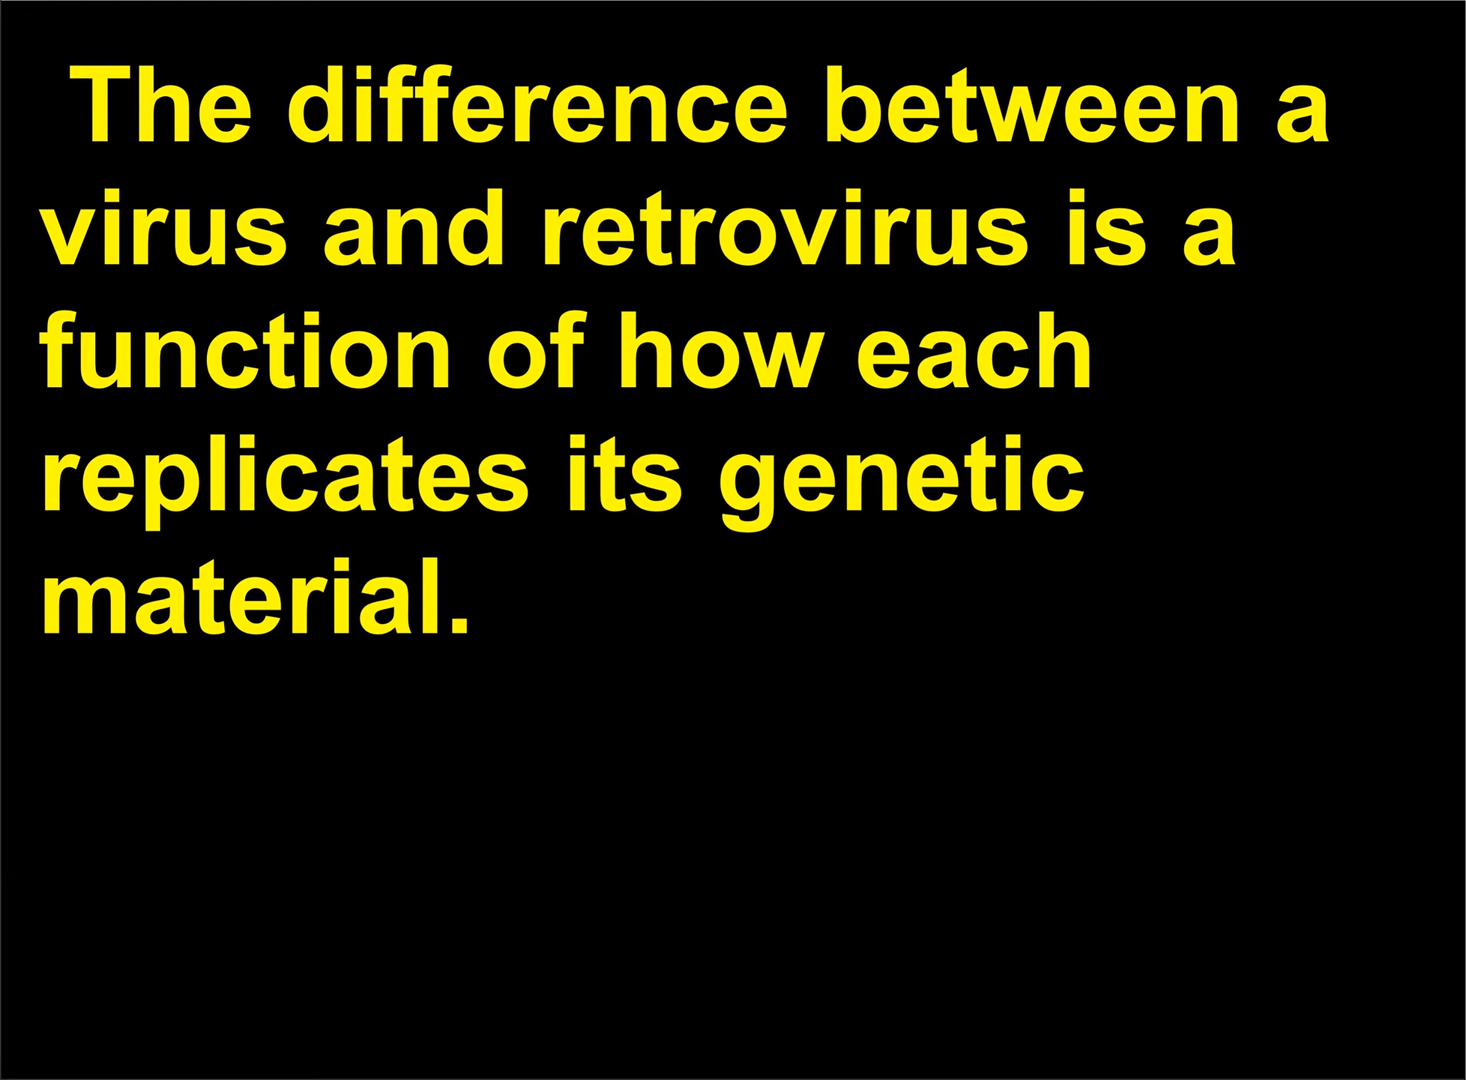 The difference between a
virus and retrovirus is a
function of how each
replicates its genetic
material.